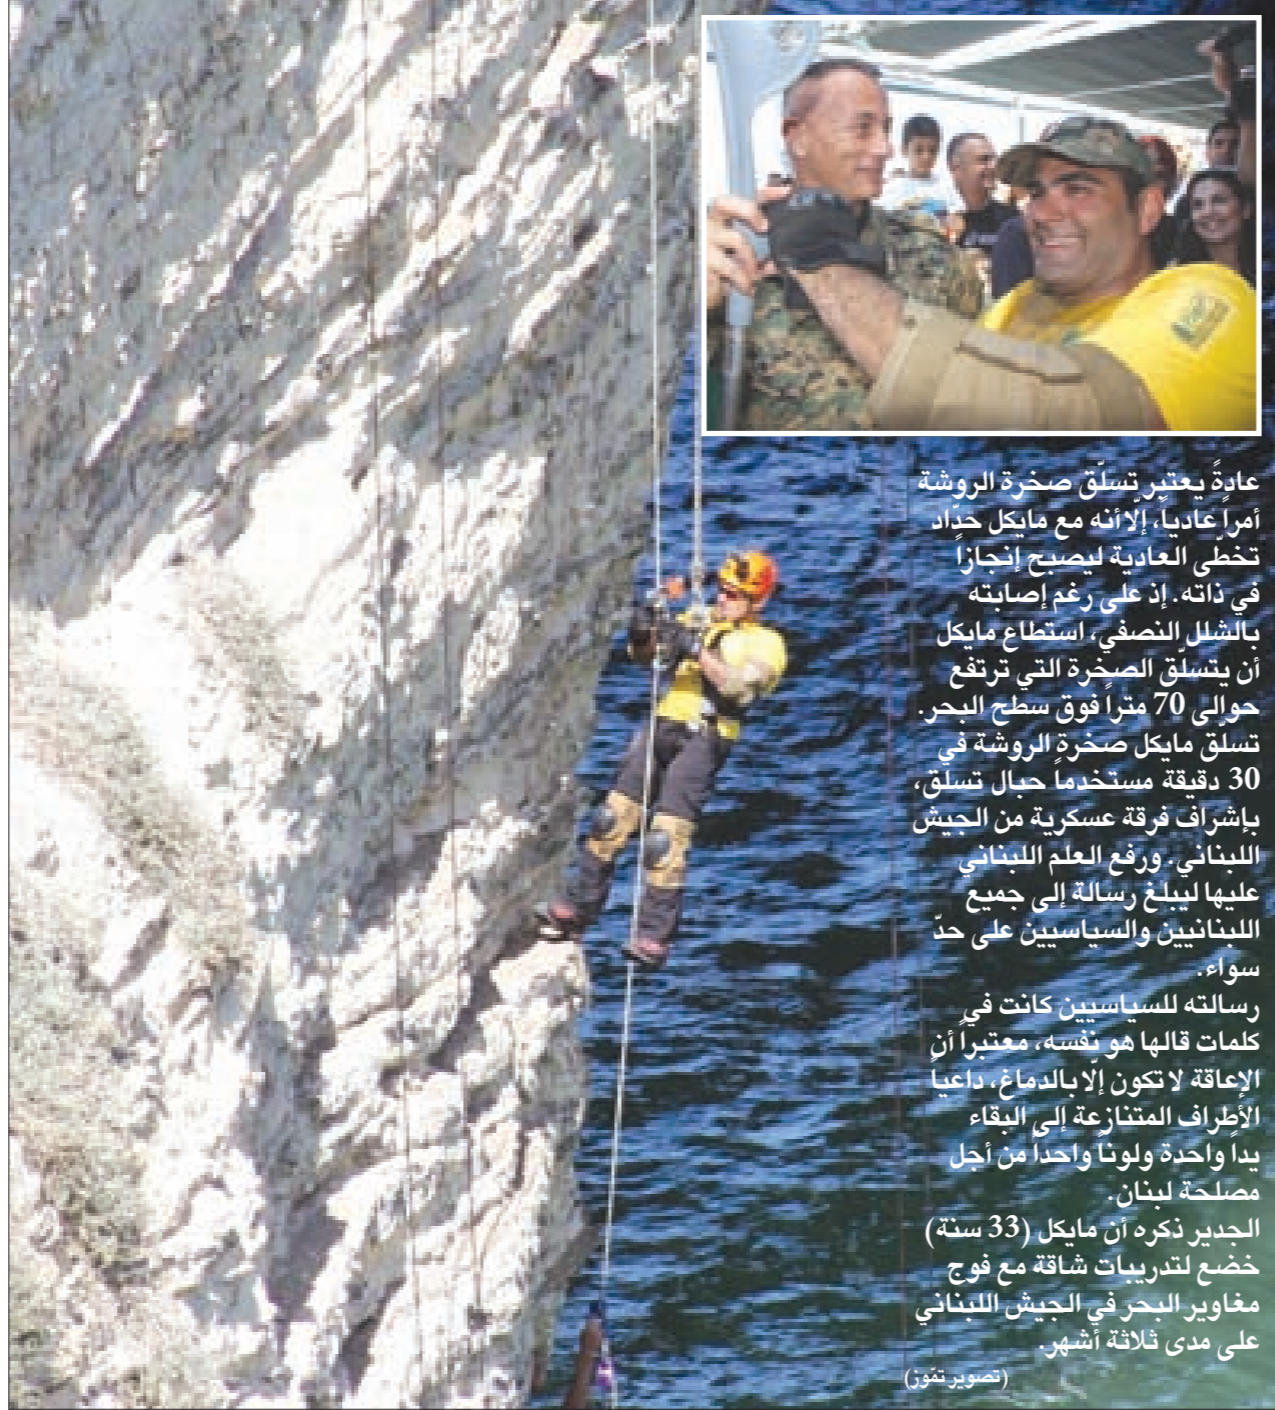 عادةً يعتبر تسلّق صخرة الروشة
أمراً عادياً، إلّا أنه مع مايكل حدّاد
تخطّى العادية ليصبح إنجازاً
في ذاته. إذ على رغم إصابته
بالشلل النصفي، استطاع مايكل
أن يتسلّق الصخرة التي ترتفع
حوالى 70 متراً فوق سطح البحر.
تسلّق مايكل صخرة الروشة في
30 دقيقة مستخدماً حبال تسلق،
بإشراف فرقة عسكرية من الجيش
اللبناني. ورفع العلم اللبناني
عليها ليبلغ رسالة إلى جميع
اللبنانيين والسياسيين على حدّ
سواء.
رسالته للسياسيين كانت في
كلمات قالها هو نفسه، معتبراً أن
الإعاقة لا تكون إلّا بالدماغ، داعياً
الأطراف المتنازعة إلى البقاء
يداً واحدة ولوناً واحداً من أجل
مصلحة لبنان.
الجدير ذكره أن مايكل (33 سنة)
خضع لتدريبات شاقة مع فوج
مغاوير البحر في الجيش اللبناني
على مدى ثلاثة أشهر.
(تصوير تمّوز)